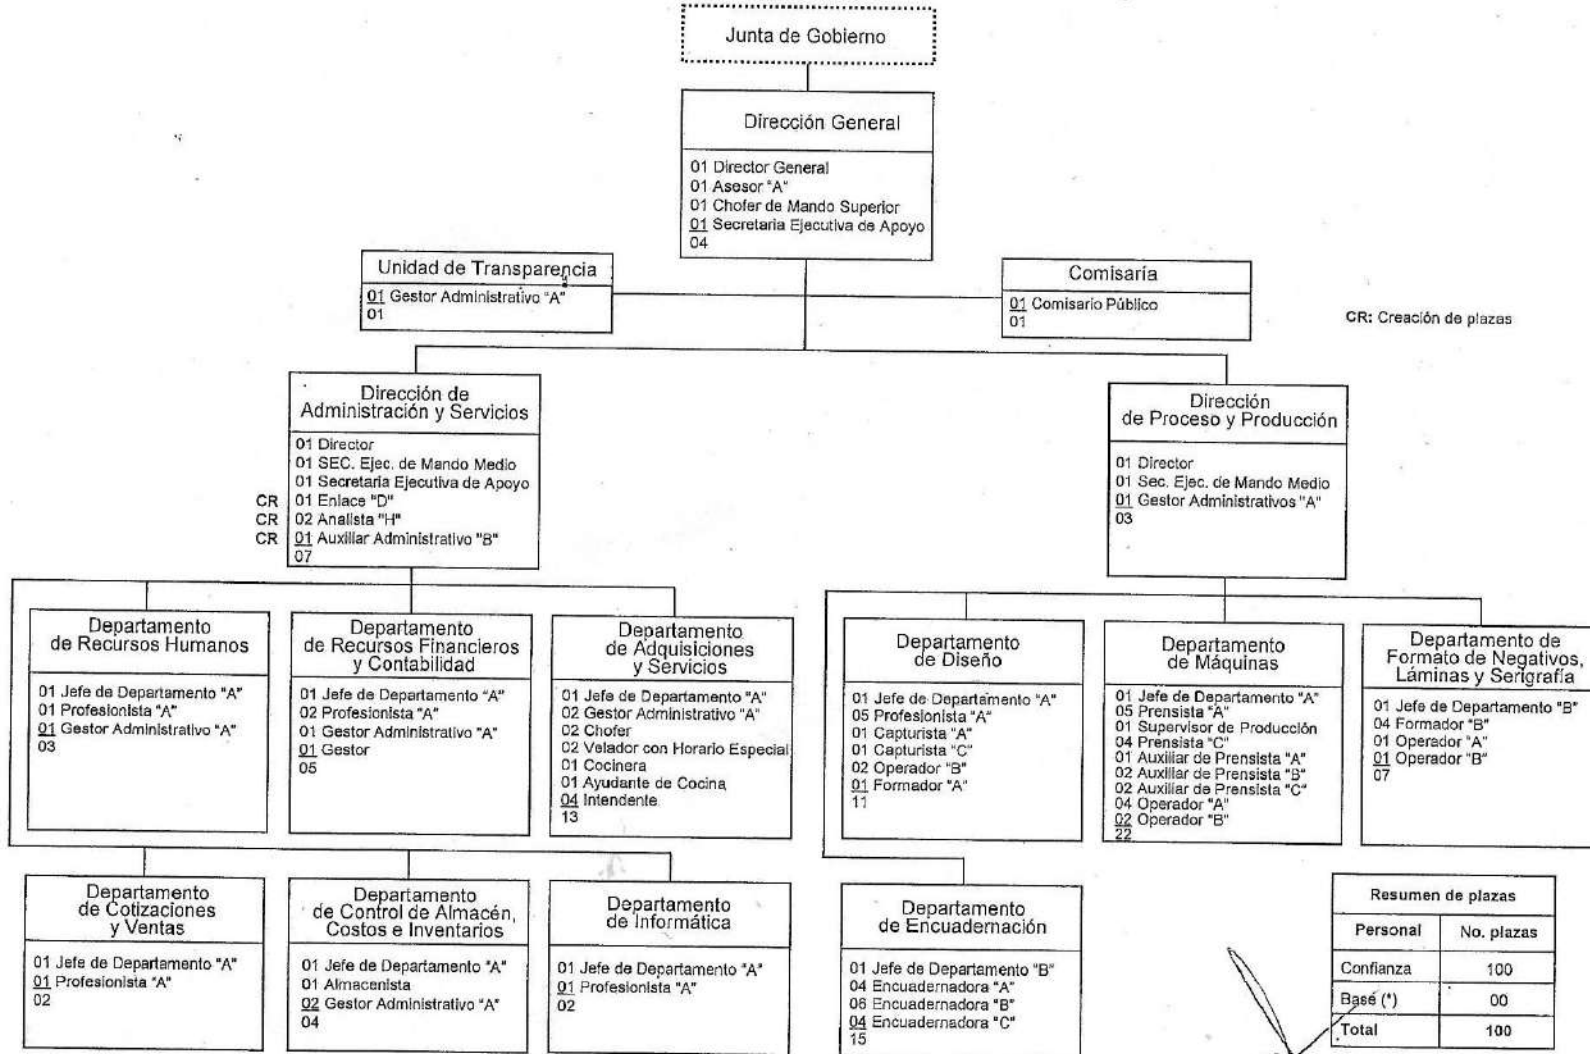 Junta de Gobierno
Dirección General
01 Director General
01 Asesor "A"
01 Chofer de Mando Superior
01 Secretaria Ejecutiva de Apoyo
04
Unidad de Transparencia
01 Gestor Administrativo "A"
01
Comisaría
01 Comisario Público
01
CR: Creación de plazas
Dirección de
Administración y Servicios
01 Director
01 SEC. Ejec. de Mando Medio
01 Secretaria Ejecutiva de Apoyo
CR 01 Enlace "D"
CR 02 Analista "H"
CR 01 Auxiliar Administrativo "B"
07
Dirección
de Proceso y Producción
01 Director
01 Sec. Ejec. de Mando Medio
01 Gestor Administrativos "A"
03
Departamento
de Recursos Humanos
01 Jefe de Departamento "A"
01 Profesionista "A"
01 Gestor Administrativo "A"
03
Departamento
de Recursos Financieros
y Contabilidad
01 Jefe de Departamento "A"
02 Profesionista "A"
01 Gestor Administrativo "A"
01 Gestor
05
Departamento
de Adquisiciones
y Servicios
01 Jefe de Departamento "A"
02 Gestor Administrativo "A"
02 Chofer
02 Velador con Horario Especial
01 Cocinera
01 Ayudante de Cocina
04 Intendente
13
Departamento
de Diseño
01 Jefe de Departamento "A"
05 Profesionista "A"
01 Capturista "A"
01 Capturista "C"
02 Operador "B"
01 Formador "A"
11
Departamento
de Máquinas
01 Jefe de Departamento "A"
05 Prensista "A"
01 Supervisor de Producción
04 Prensista "C"
01 Auxiliar de Prensista "A"
02 Auxiliar de Prensista "B"
02 Auxiliar de Prensista "C"
04 Operador "A"
02 Operador "B"
22
Departamento de
Formato de Negativos,
Láminas y Serigrafía
01 Jefe de Departamento "B"
04 Formador "B"
01 Operador "A"
01 Operador "B"
07
Departamento
de Cotizaciones
y Ventas
01 Jefe de Departamento "A"
01 Profesionista "A"
02
Departamento
de Control de Almacén,
Costos e Inventarios
01 Jefe de Departamento "A"
01 Almacenista
02 Gestor Administrativo "A"
04
Departamento
de Informática
01 Jefe de Departamento "A"
01 Profesionista "A"
02
Departamento
de Encuadernación
01 Jefe de Departamento "B"
04 Encuadernadora "A"
06 Encuadernadora "B"
04 Encuadernadora "C"
15
Resumen de plazas
Personal No. plazas
Confianza 100
Base (*) 00
Total 100